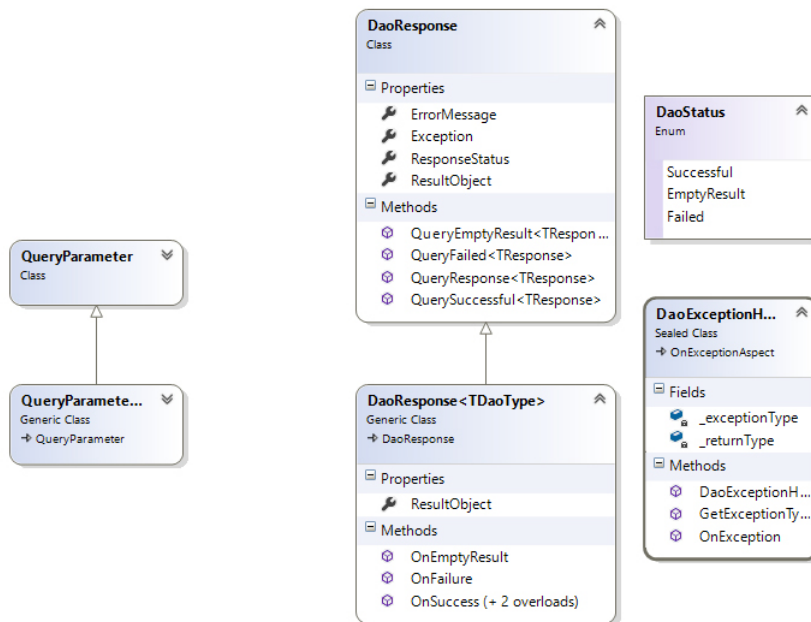 DaoResponse
Class
Properties
ErrorMessage
Exception
ResponseStatus
ResultObject
Methods
QueryEmptyResult<TRespon ...
QueryFailed<TResponse>
QueryResponse<TResponse>
QuerySuccessful<TResponse>
DaoStatus
Enum
Successful
EmptyResult
Failed
QueryParameter
Class
QueryParamete...
Generic Class
QueryParameter
DaoResponse<TDaoType>
Generic Class
DaoResponse
Properties
ResultObject
Methods
OnEmptyResult
OnFailure
OnSuccess (+ 2 overloads)
DaoExceptionH...
Sealed Class
OnExceptionAspect
Fields
_exceptionType
_returnType
Methods
DaoExceptionH...
GetExceptionTy...
OnException